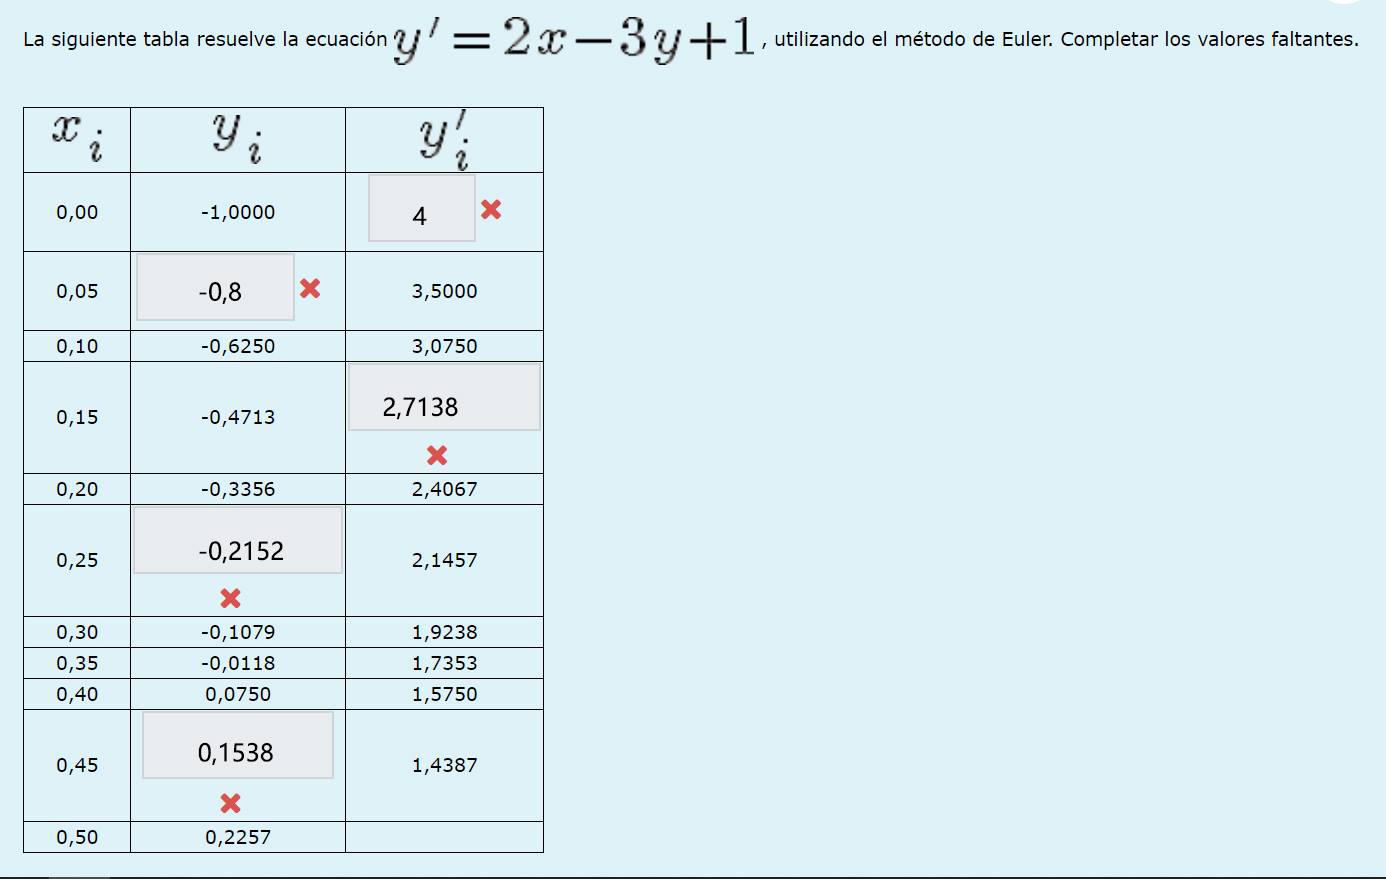 La siguiente tabla resuelve la ecuación y′=2x−3y+1, utilizando el método de Euler. Completar los valores faltantes.
x i y i y′ i
0,00 -1,0000 4
0,05 -0,8 3,5000
0,10 -0,6250 3,0750
0,15 -0,4713 2,7138
0,20 -0,3356 2,4067
0,25 -0,2152 2,1457
0,30 -0,1079 1,9238
0,35 -0,0118 1,7353
0,40 0,0750 1,5750
0,45 0,1538 1,4387
0,50 0,2257